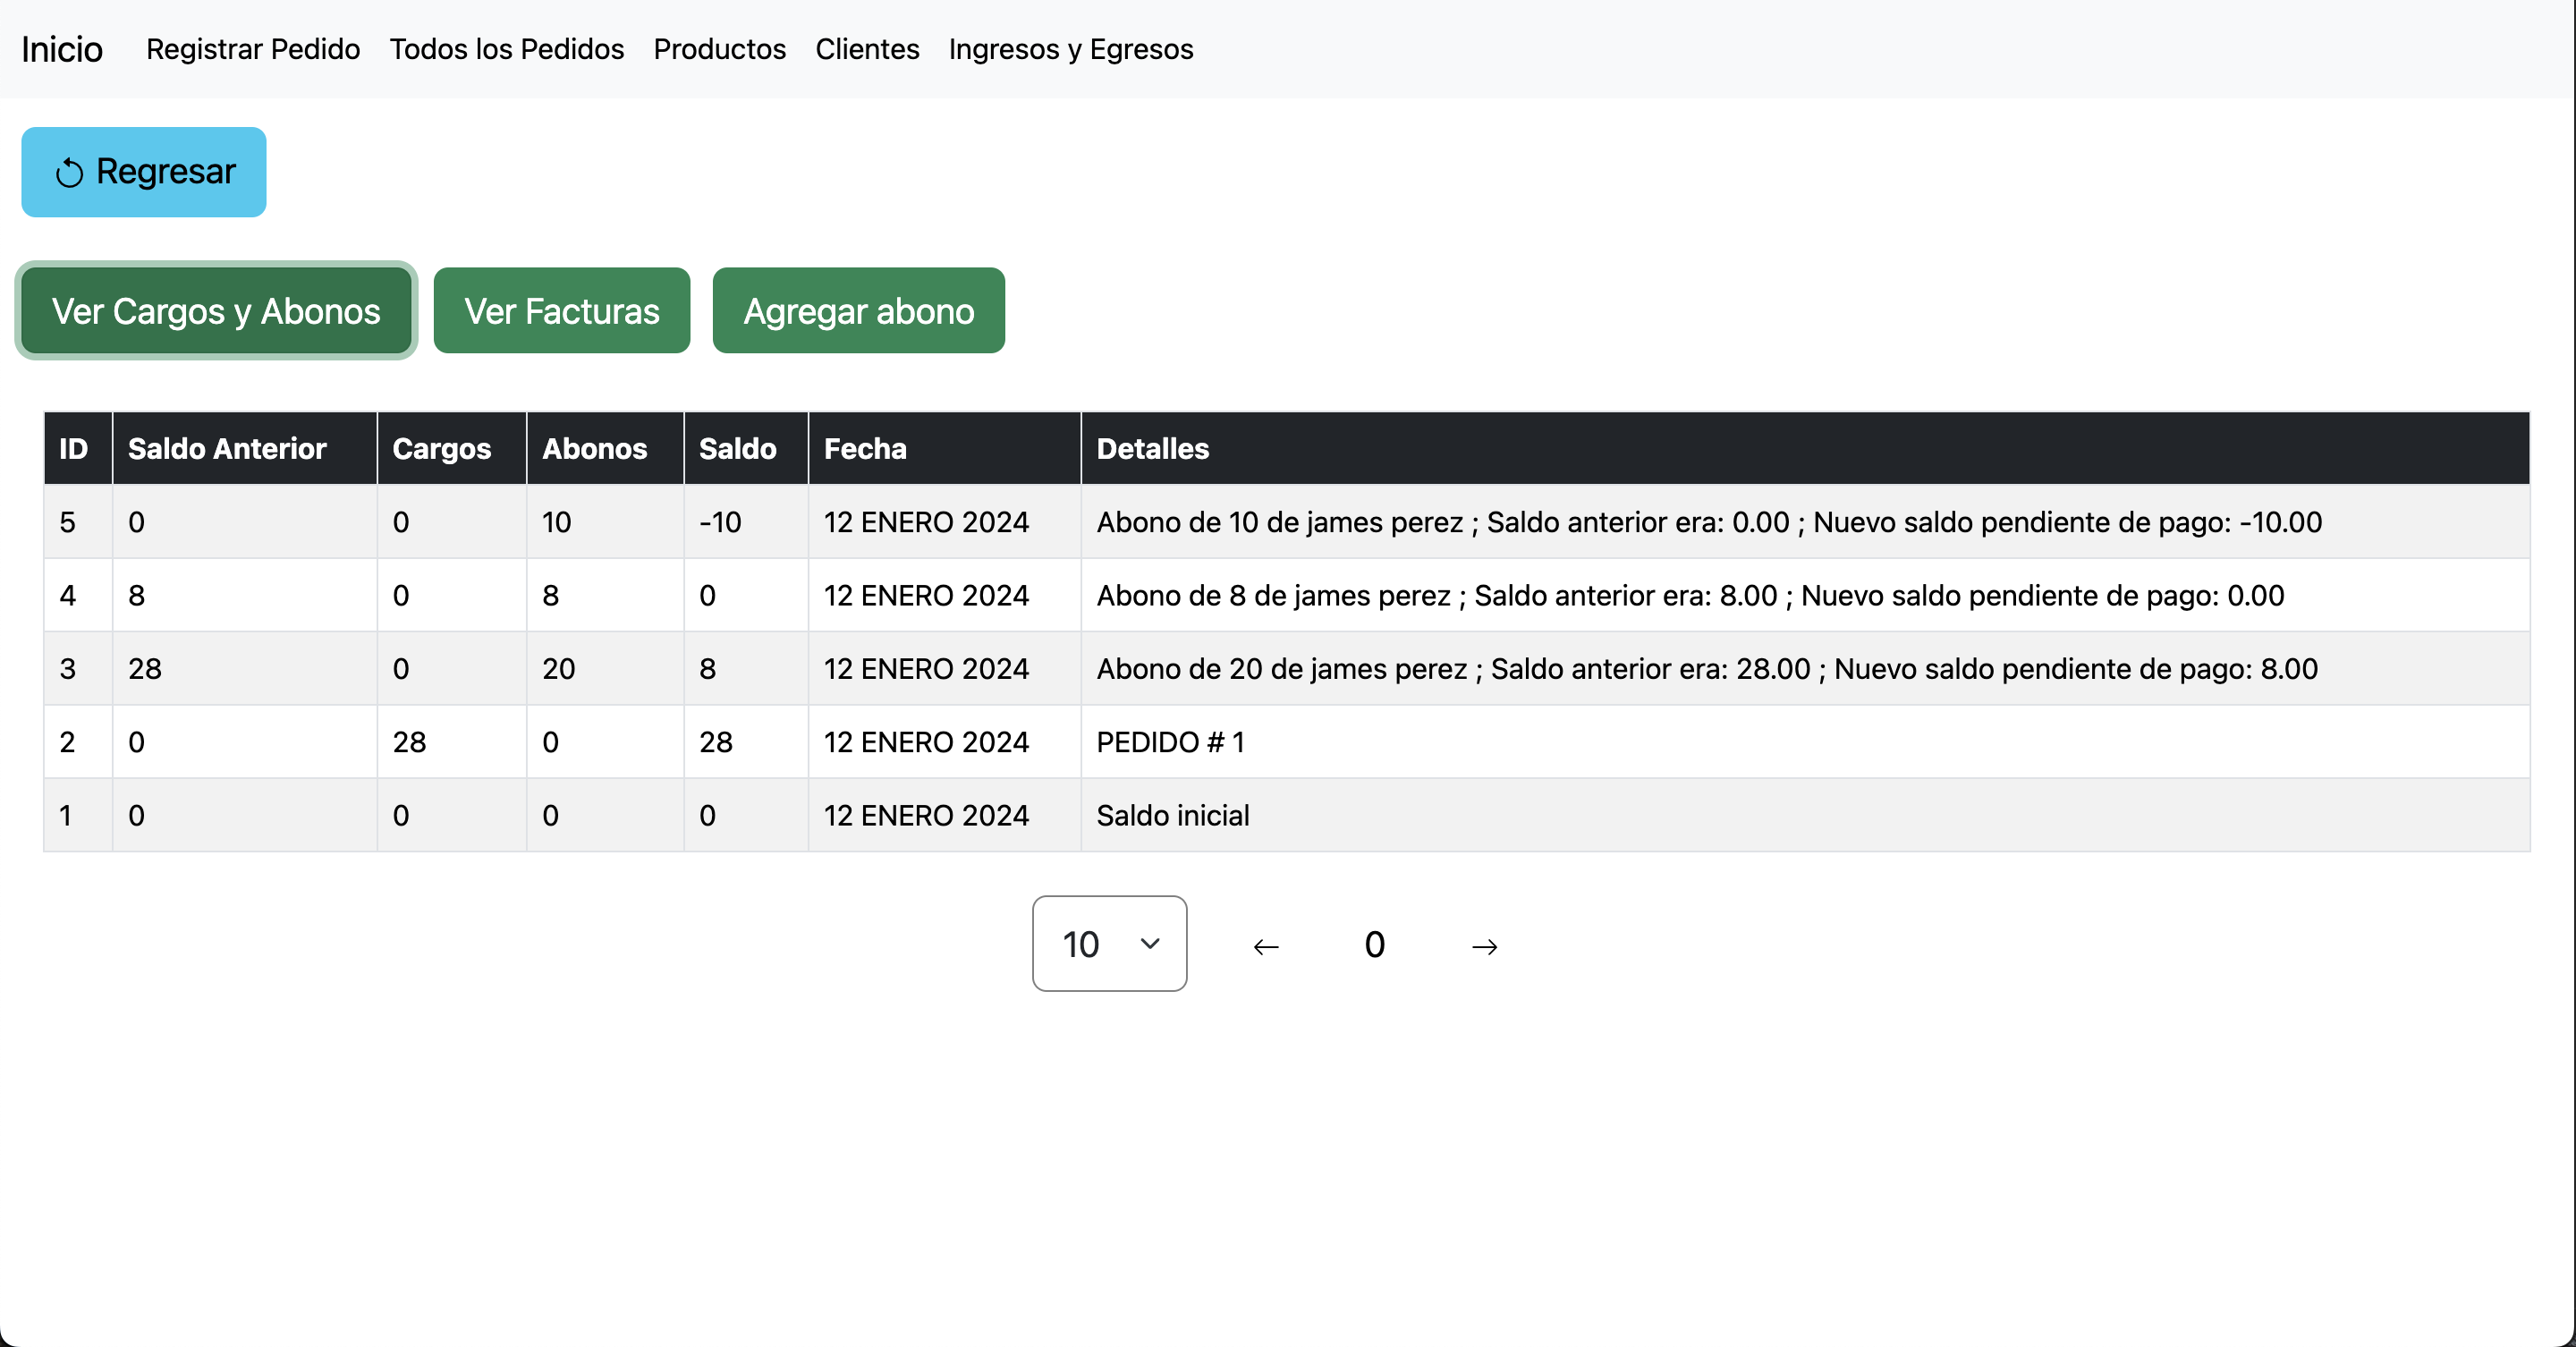 Inicio Registrar Pedido Todos los Pedidos Productos Clientes Ingresos y Egresos
Regresar
Ver Cargos y Abonos Ver Facturas Agregar abono
ID Saldo Anterior Cargos Abonos Saldo Fecha Detalles
5 0 0 10 -10 12 ENERO 2024 Abono de 10 de james perez ; Saldo anterior era: 0.00 ; Nuevo saldo pendiente de pago: -10.00
4 8 0 8 0 12 ENERO 2024 Abono de 8 de james perez ; Saldo anterior era: 8.00 ; Nuevo saldo pendiente de pago: 0.00
3 28 0 20 8 12 ENERO 2024 Abono de 20 de james perez ; Saldo anterior era: 28.00 ; Nuevo saldo pendiente de pago: 8.00
2 0 28 0 28 12 ENERO 2024 PEDIDO # 1
1 0 0 0 0 12 ENERO 2024 Saldo inicial
10 ← 0 →